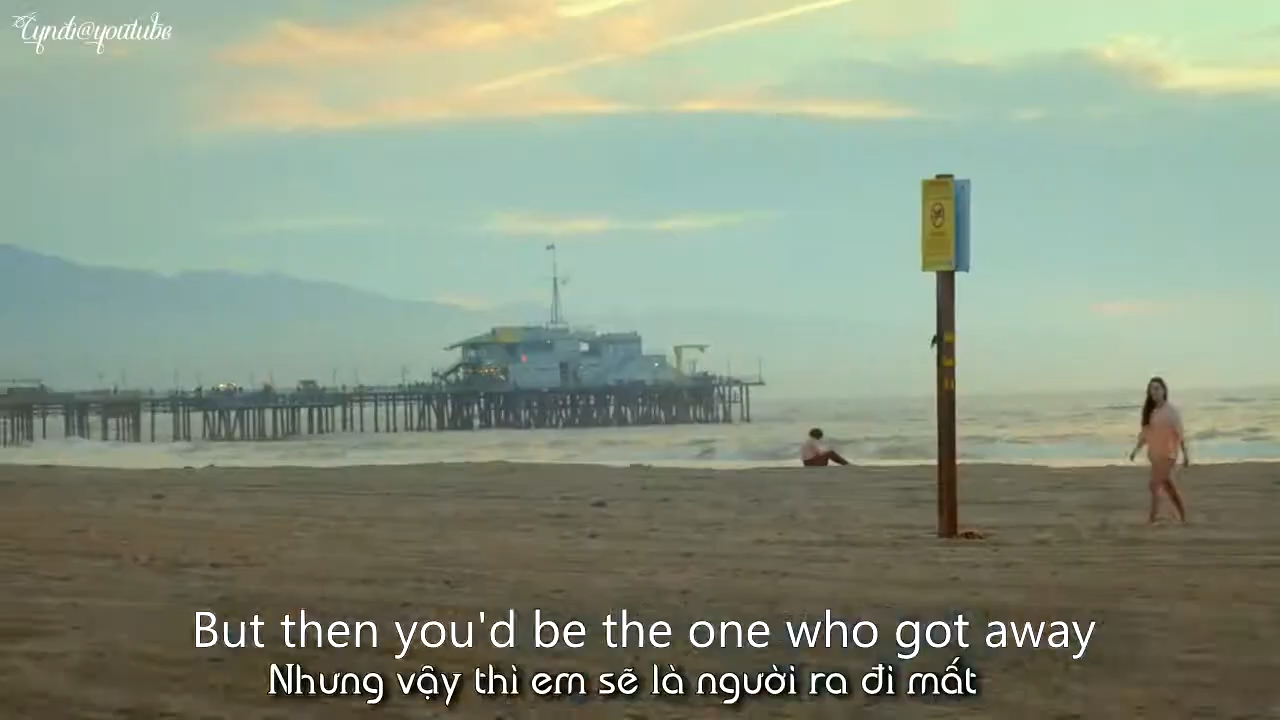 Cyndi@youtube
But then you'd be the one who got away
Nhưng vậy thì em sẽ là người ra đi mất